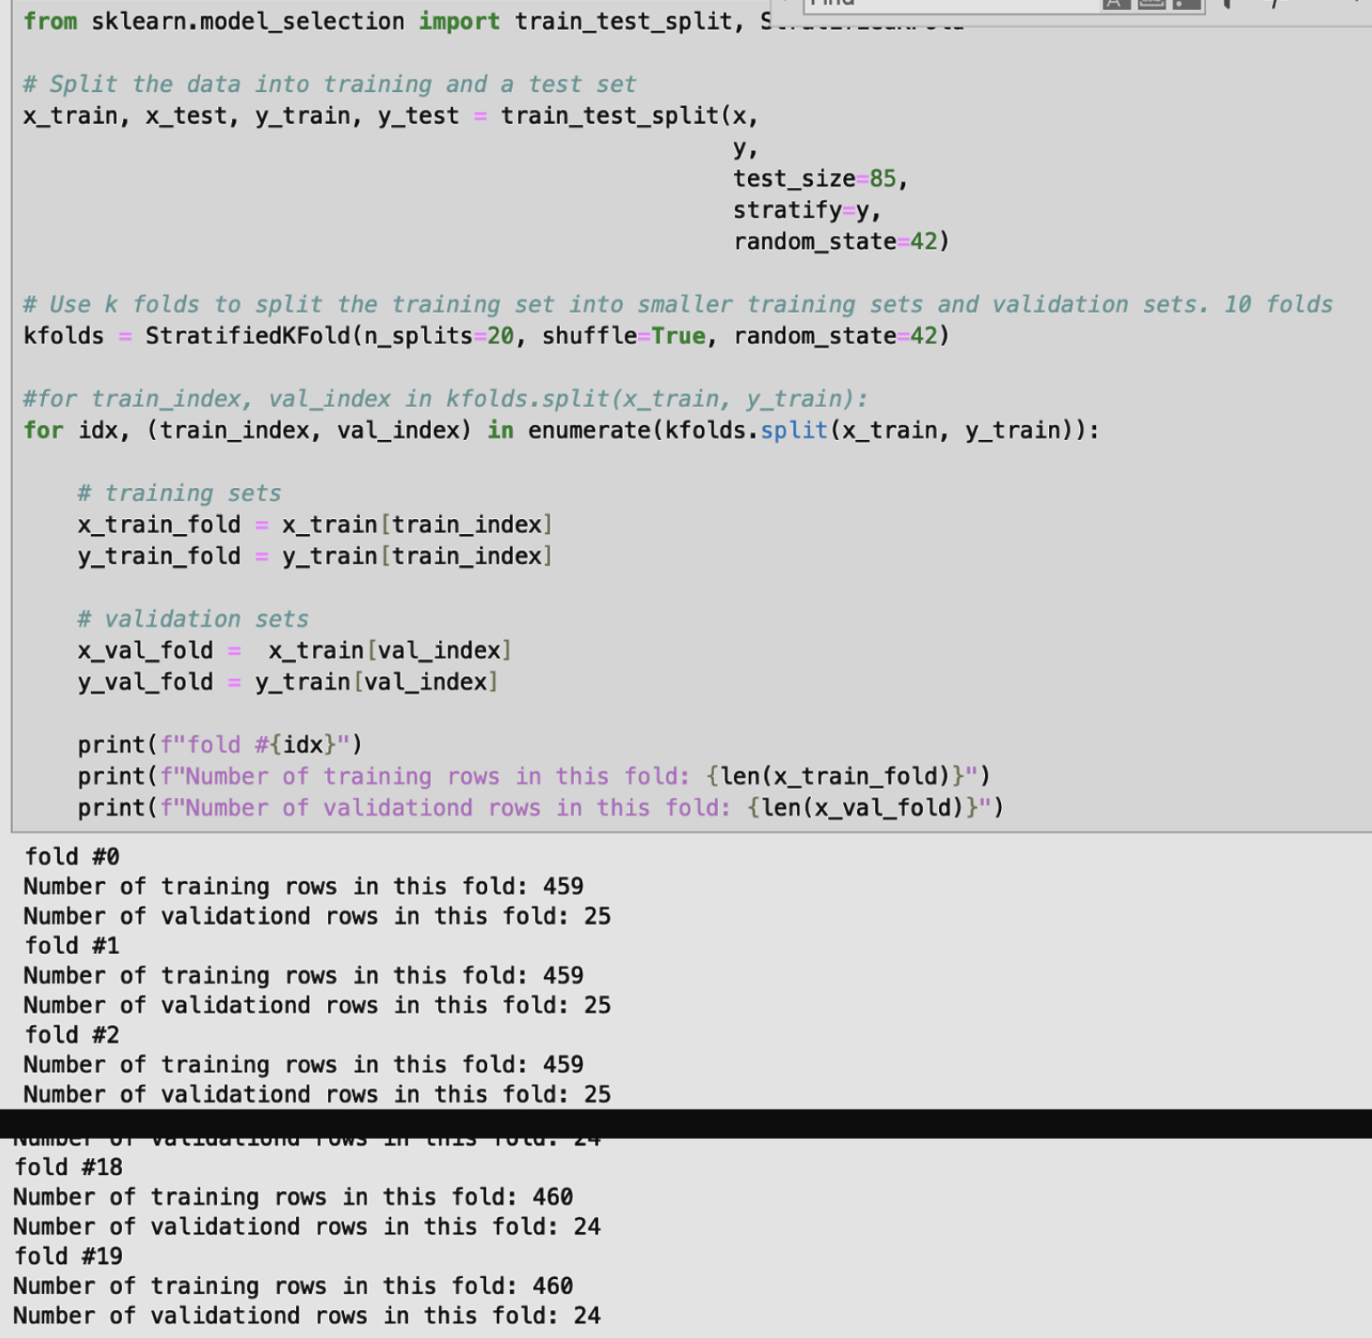 from sklearn.model_selection import train_test_split,
# Split the data into training and a test set
x_train, x_test, y_train, y_test = train_test_split(x,
y,
test_size=85,
stratify=y,
random_state=42)
# Use k folds to split the training set into smaller training sets and validation sets. 10 folds
kfolds = StratifiedKFold(n_splits=20, shuffle=True, random_state=42)
#for train_index, val_index in kfolds.split(x_train, y_train):
for idx, (train_index, val_index) in enumerate(kfolds.split(x_train, y_train)):
# training sets
x_train_fold = x_train[train_index]
y_train_fold = y_train[train_index]
# validation sets
x_val_fold =  x_train[val_index]
y_val_fold = y_train[val_index]
print(f"fold #{idx}")
print(f"Number of training rows in this fold: {len(x_train_fold)}")
print(f"Number of validationd rows in this fold: {len(x_val_fold)}")
fold #0
Number of training rows in this fold: 459
Number of validationd rows in this fold: 25
fold #1
Number of training rows in this fold: 459
Number of validationd rows in this fold: 25
fold #2
Number of training rows in this fold: 459
Number of validationd rows in this fold: 25
Number of validationd rows in this fold: 24
fold #18
Number of training rows in this fold: 460
Number of validationd rows in this fold: 24
fold #19
Number of training rows in this fold: 460
Number of validationd rows in this fold: 24